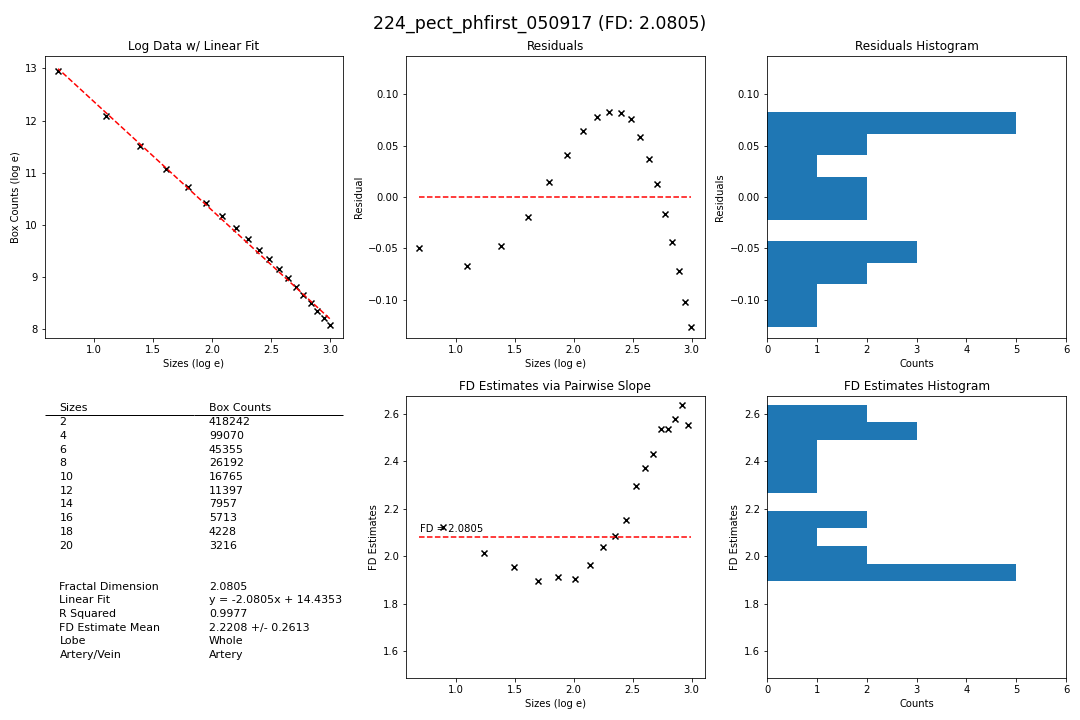 224_pect_phfirst_050917 (FD: 2.0805)
Log Data w/ Linear Fit
Box Counts (log e)
13
12
11
10
9
8
1.0 1.5 2.0 2.5 3.0
Sizes (log e)
Residuals
Residual
0.10
0.05
0.00
−0.05
−0.10
1.0 1.5 2.0 2.5 3.0
Sizes (log e)
Residuals Histogram
Residuals
0.10
0.05
0.00
−0.05
−0.10
0 1 2 3 4 5 6
Counts
Sizes Box Counts
2 418242
4 99070
6 45355
8 26192
10 16765
12 11397
14 7957
16 5713
18 4228
20 3216
Fractal Dimension 2.0805
Linear Fit y = -2.0805x + 14.4353
R Squared 0.9977
FD Estimate Mean 2.2208 +/- 0.2613
Lobe Whole
Artery/Vein Artery
FD Estimates via Pairwise Slope
FD Estimates
2.6
2.4
2.2
2.0
1.8
1.6
FD = 2.0805
1.0 1.5 2.0 2.5 3.0
Sizes (log e)
FD Estimates Histogram
FD Estimates
2.6
2.4
2.2
2.0
1.8
1.6
0 1 2 3 4 5 6
Counts